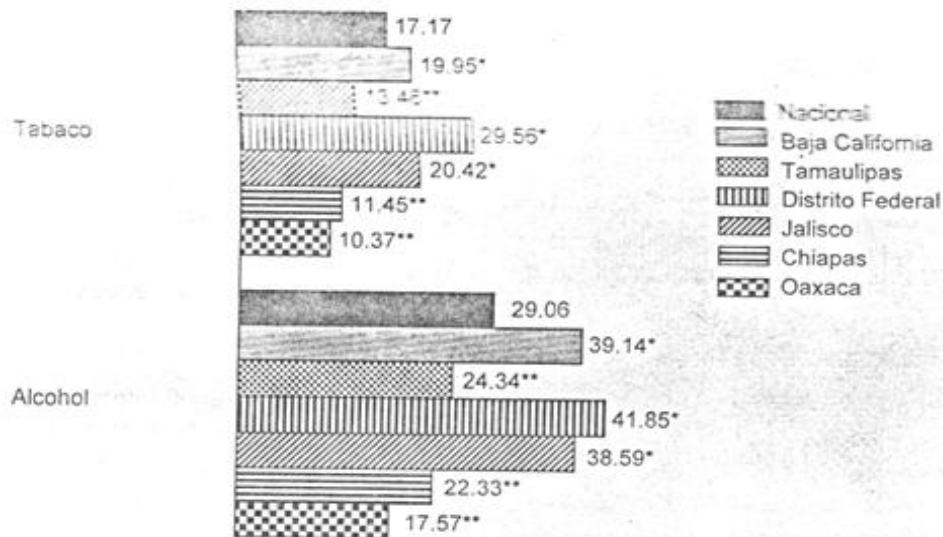 17.17
19.95*
13.46**
Tabaco
29.56*
20.42*
11.45**
10.37**
Nacional
Baja California
Tamaulipas
Distrito Federal
Jalisco
Chiapas
Oaxaca
29.06
39.14*
24.34**
Alcohol
41.85*
38.59*
22.33**
17.57**